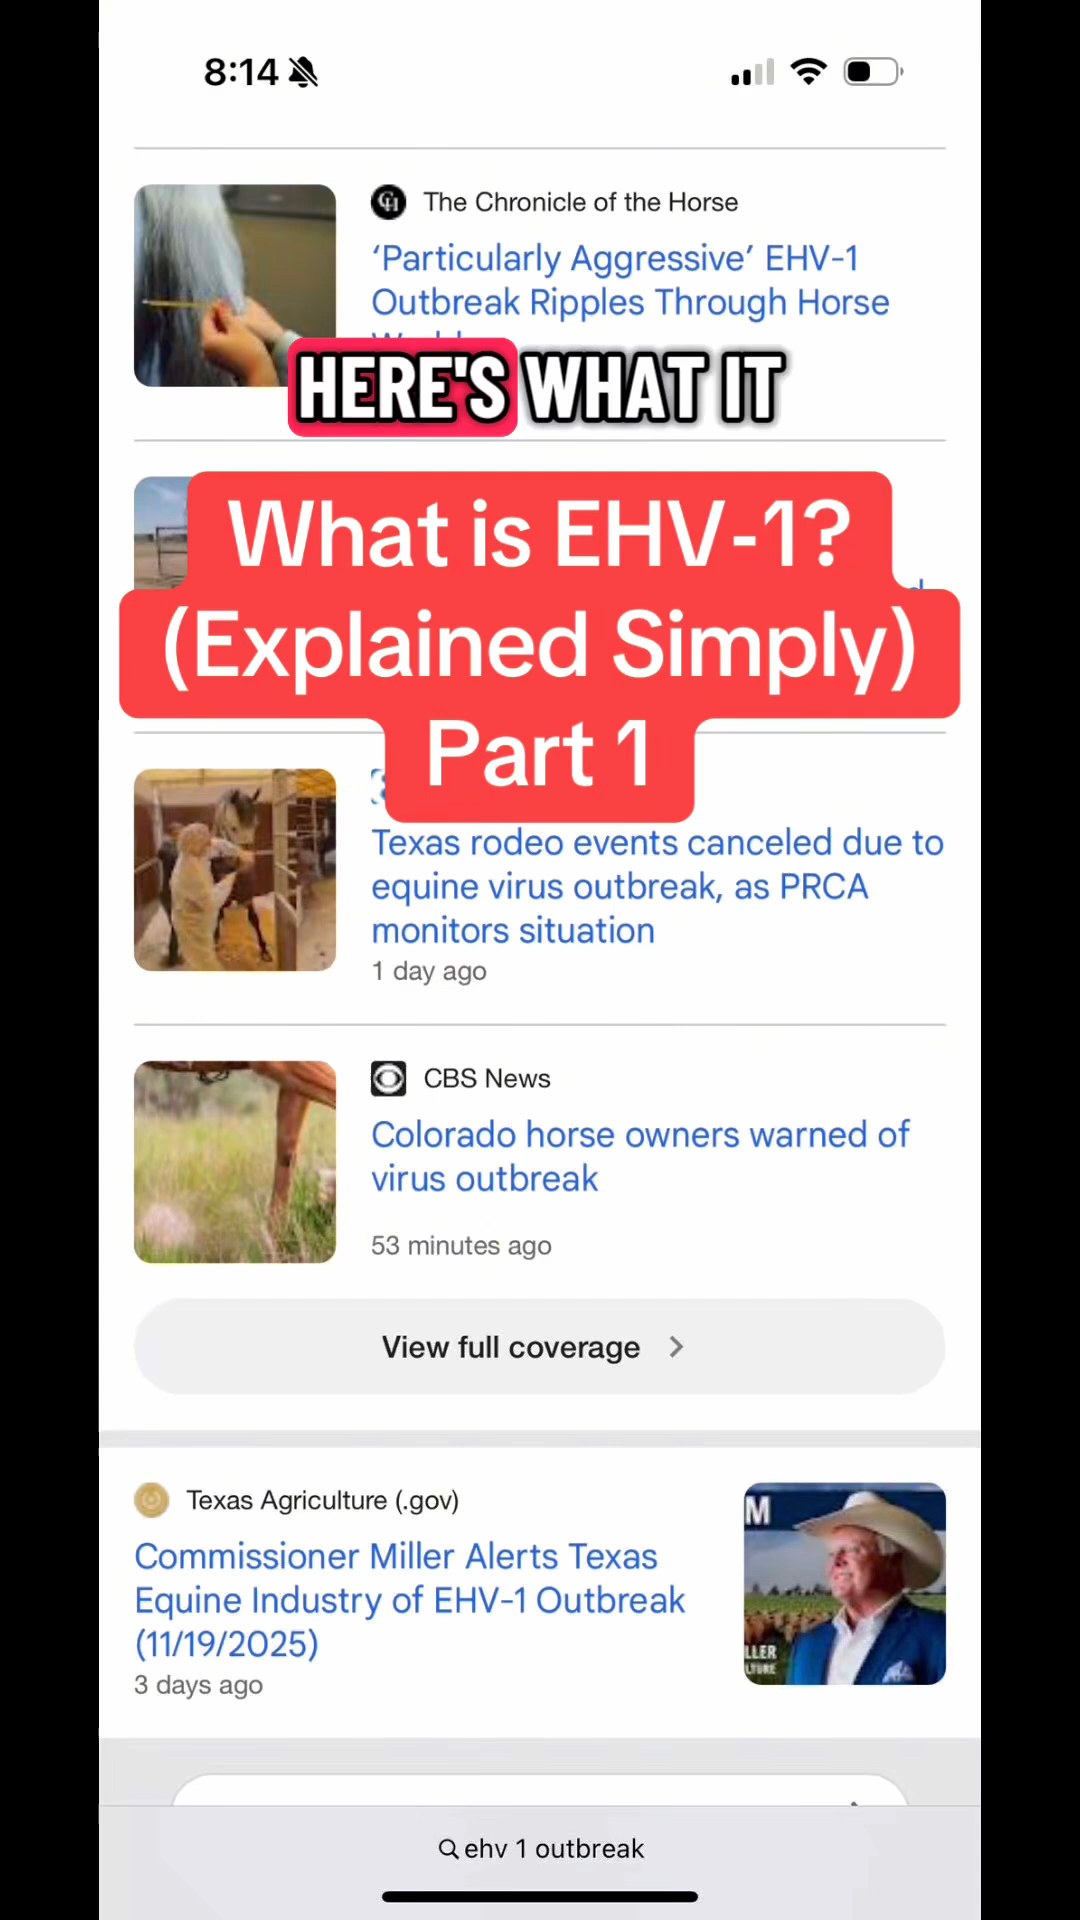 8:14
The Chronicle of the Horse
‘Particularly Aggressive’ EHV-1
Outbreak Ripples Through Horse
HERE'S WHAT IT
What is EHV-1?
(Explained Simply)
Part 1
Texas rodeo events canceled due to
equine virus outbreak, as PRCA
monitors situation
1 day ago
CBS News
Colorado horse owners warned of
virus outbreak
53 minutes ago
View full coverage
Texas Agriculture (.gov)
Commissioner Miller Alerts Texas
Equine Industry of EHV-1 Outbreak
(11/19/2025)
3 days ago
ehv 1 outbreak